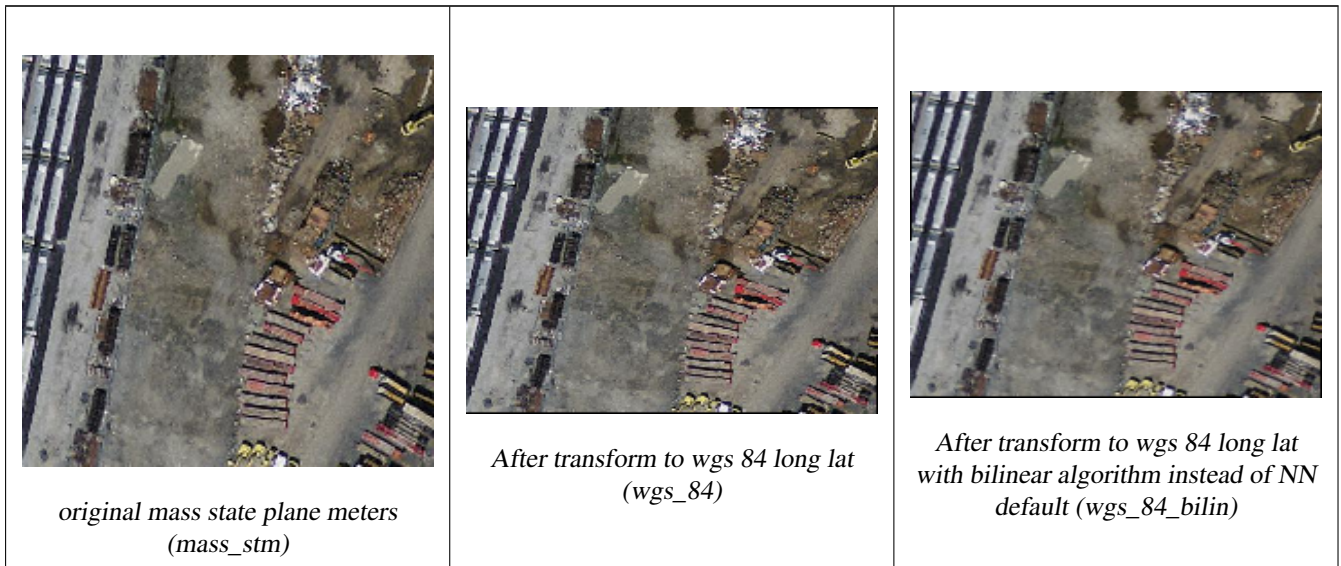 original mass state plane meters
(mass_stm)
After transform to wgs 84 long lat
(wgs_84)
After transform to wgs 84 long lat
with bilinear algorithm instead of NN
default (wgs_84_bilin)